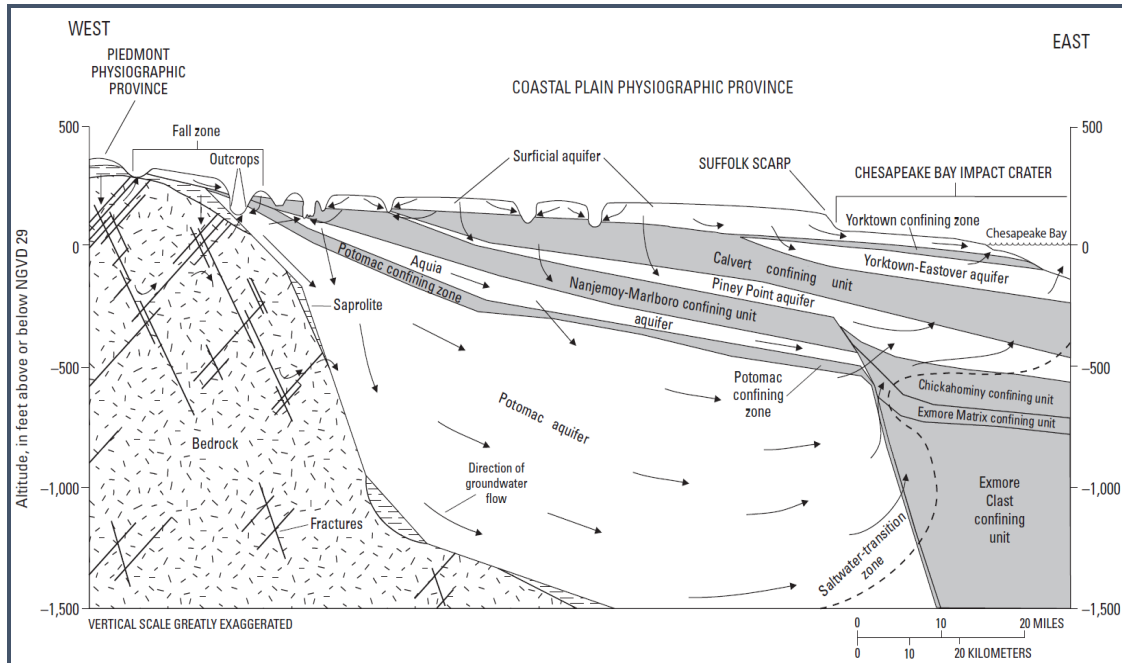 WEST
EAST
PIEDMONT
PHYSIOGRAPHIC
PROVINCE
COASTAL PLAIN PHYSIOGRAPHIC PROVINCE
500
500
Fall zone
Outcrops
Surficial aquifer
SUFFOLK SCARP
CHESAPEAKE BAY IMPACT CRATER
Yorktown confining zone
Chesapeake Bay
0
0
Yorktown-Eastover aquifer
Calvert confining unit
Piney Point aquifer
Aquia
aquifer
Nanjemoy-Marlboro confining unit
Potomac confining zone
Saprolite
Altitude, in feet above or below NGVD 29
−500
−500
Potomac
confining
zone
Chickahominy confining unit
Exmore Matrix confining unit
Potomac aquifer
Bedrock
Direction of
groundwater
flow
Exmore
Clast
confining
unit
−1,000
−1,000
Fractures
Saltwater-transition
zone
−1,500
−1,500
VERTICAL SCALE GREATLY EXAGGERATED
0 10 20 MILES
0 10 20 KILOMETERS